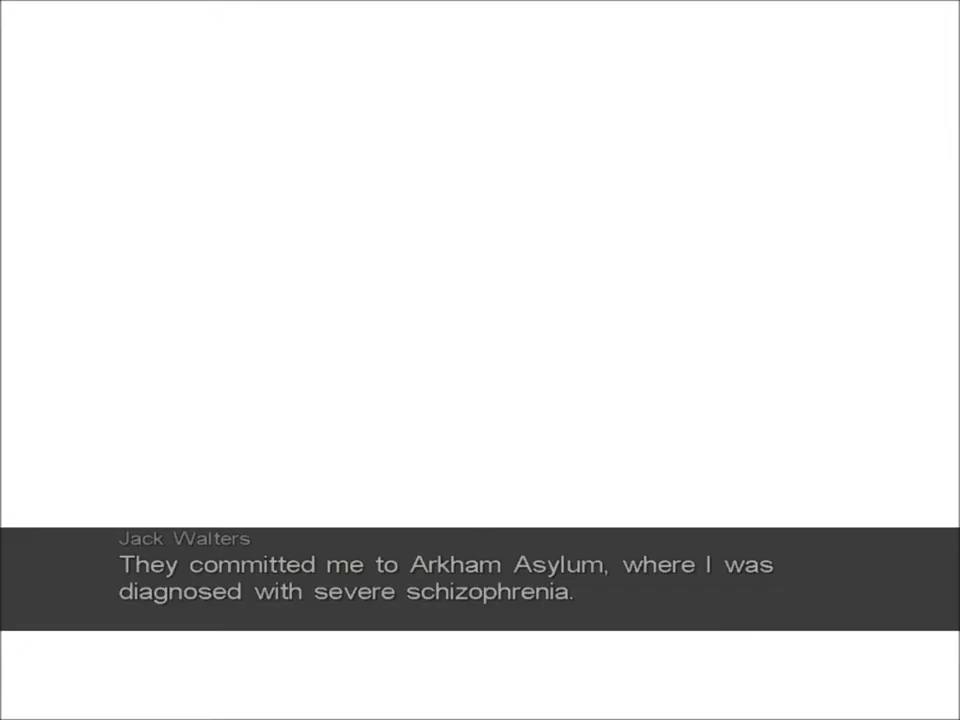 Jack Walters
They committed me to Arkham Asylum, where I was
diagnosed with severe schizophrenia.